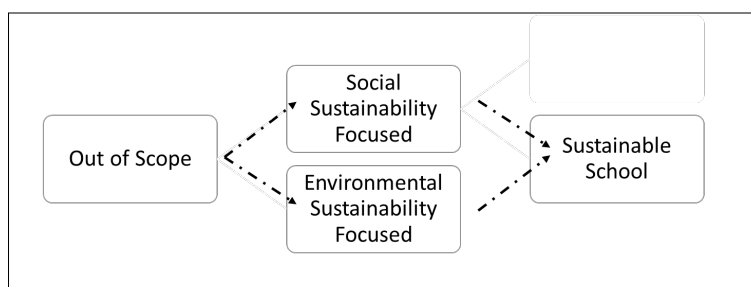 Out of Scope
Social
Sustainability
Focused
Environmental
Sustainability
Focused
Sustainable
School